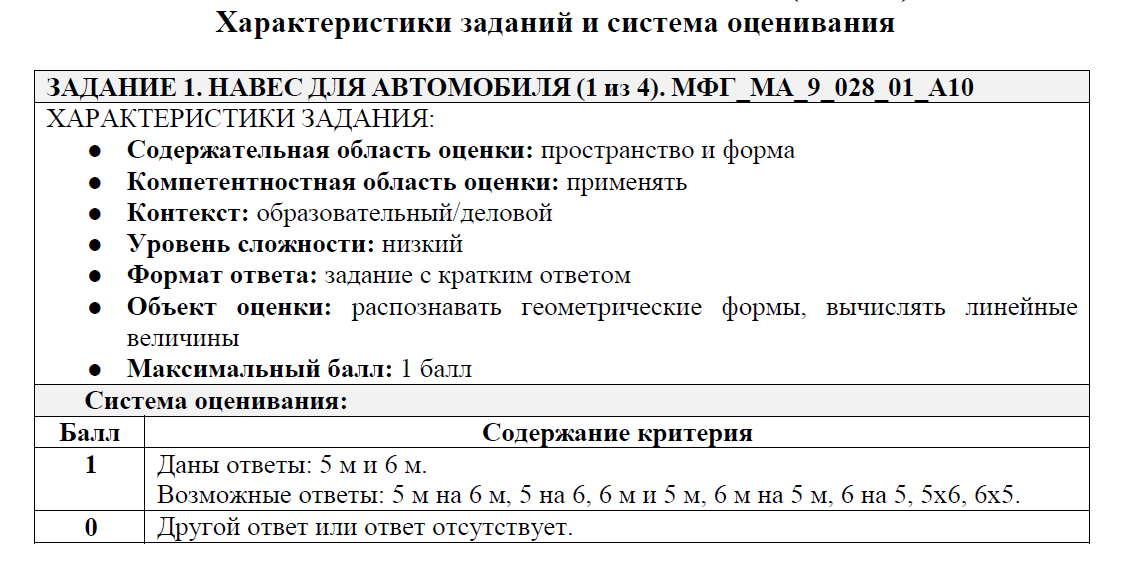 Характеристики заданий и система оценивания
ЗАДАНИЕ 1. НАВЕС ДЛЯ АВТОМОБИЛЯ (1 из 4). МФГ_МА_9_028_01_А10
ХАРАКТЕРИСТИКИ ЗАДАНИЯ:
● Содержательная область оценки: пространство и форма
● Компетентностная область оценки: применять
● Контекст: образовательный/деловой
● Уровень сложности: низкий
● Формат ответа: задание с кратким ответом
● Объект оценки: распознавать геометрические формы, вычислять линейные
величины
● Максимальный балл: 1 балл
Система оценивания:
Балл Содержание критерия
1 Даны ответы: 5 м и 6 м.
Возможные ответы: 5 м на 6 м, 5 на 6, 6 м и 5 м, 6 м на 5 м, 6 на 5, 5х6, 6х5.
0 Другой ответ или ответ отсутствует.